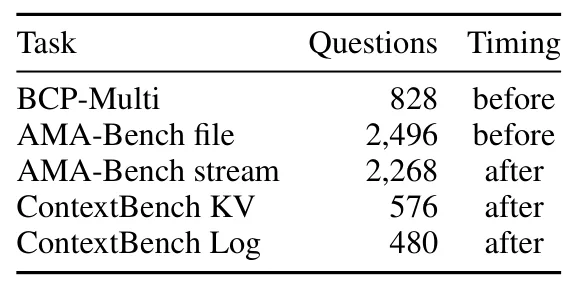 Task Questions Timing
BCP-Multi 828 before
AMA-Bench file 2,496 before
AMA-Bench stream 2,268 after
ContextBench KV 576 after
ContextBench Log 480 after